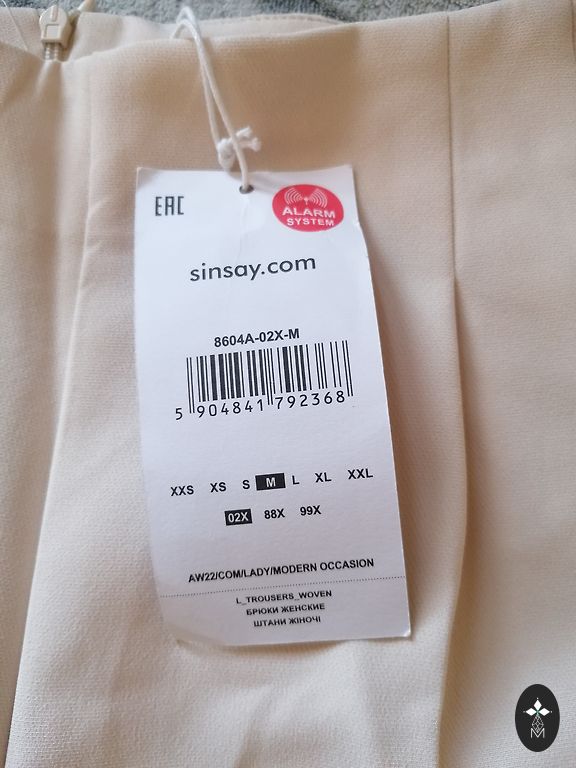 EAC
ALARM
SYSTEM
sinsay.com
8604A-02X-M
5 904841 792368
XXS XS S M L XL XXL
02X 88X 99X
AW22/COM/LADY/MODERN OCCASION
L_TROUSERS_WOVEN
БРЮКИ ЖЕНСКИЕ
ШТАНИ ЖІНОЧІ
M